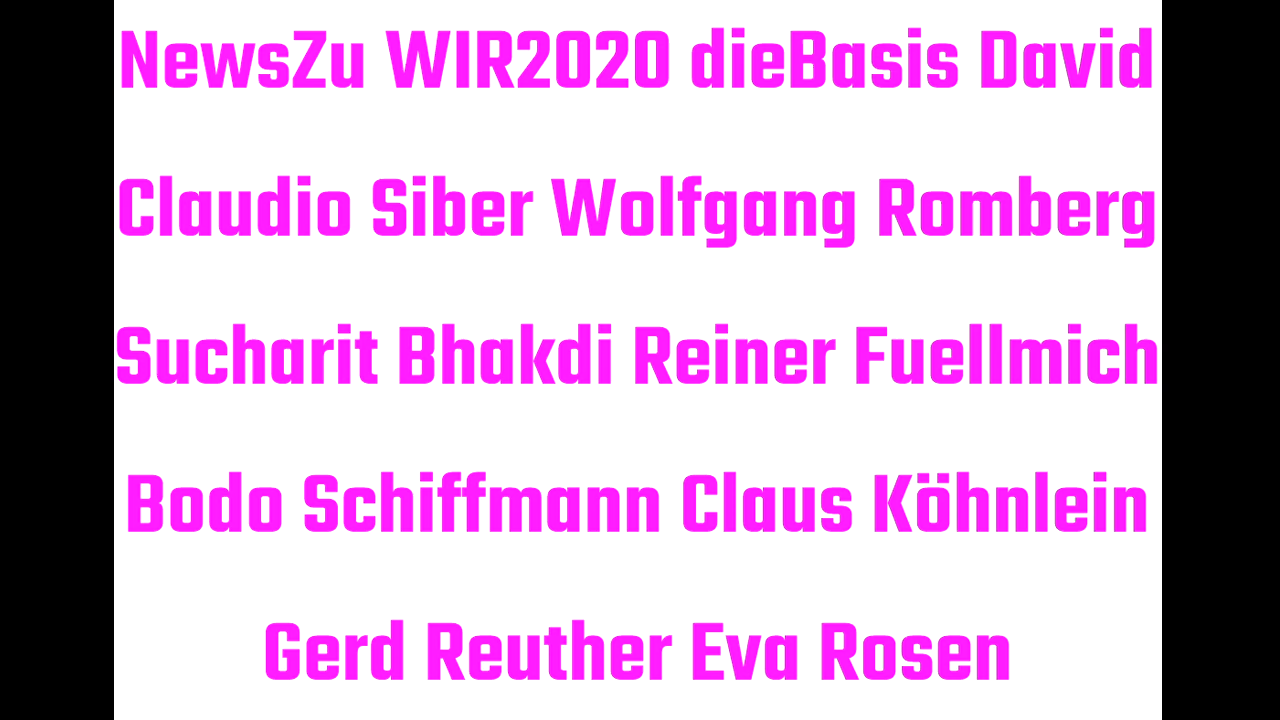 NewsZu WIR2020 dieBasis David
Claudio Siber Wolfgang Romberg
Sucharit Bhakdi Reiner Fuellmich
Bodo Schiffmann Claus Köhnlein
Gerd Reuther Eva Rosen